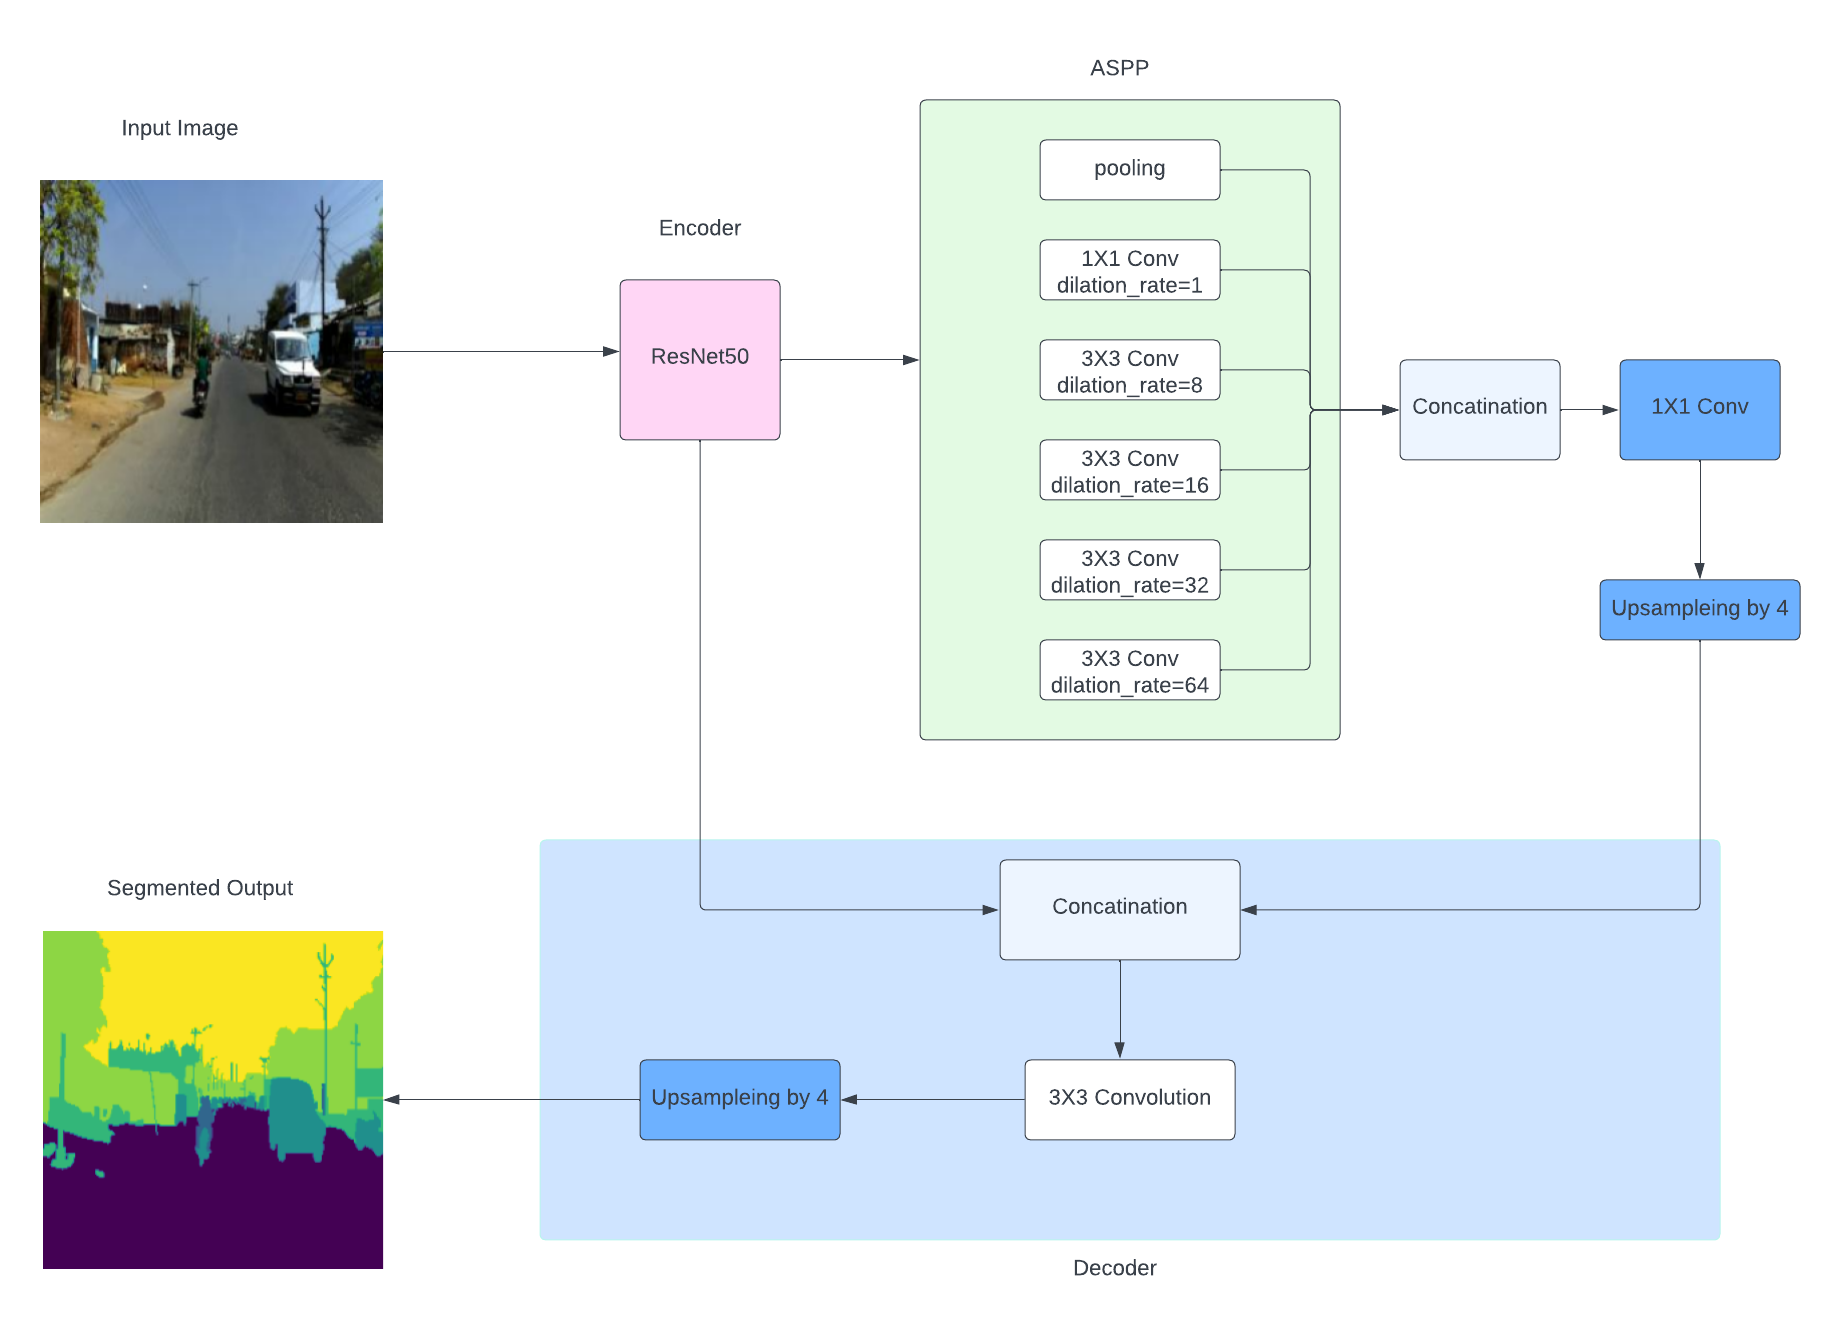 ASPP
Input Image
pooling
Encoder
1X1 Conv
dilation_rate=1
ResNet50
3X3 Conv
dilation_rate=8
Concatination
1X1 Conv
3X3 Conv
dilation_rate=16
3X3 Conv
dilation_rate=32
Upsampleing by 4
3X3 Conv
dilation_rate=64
Segmented Output
Concatination
Upsampleing by 4
3X3 Convolution
Decoder